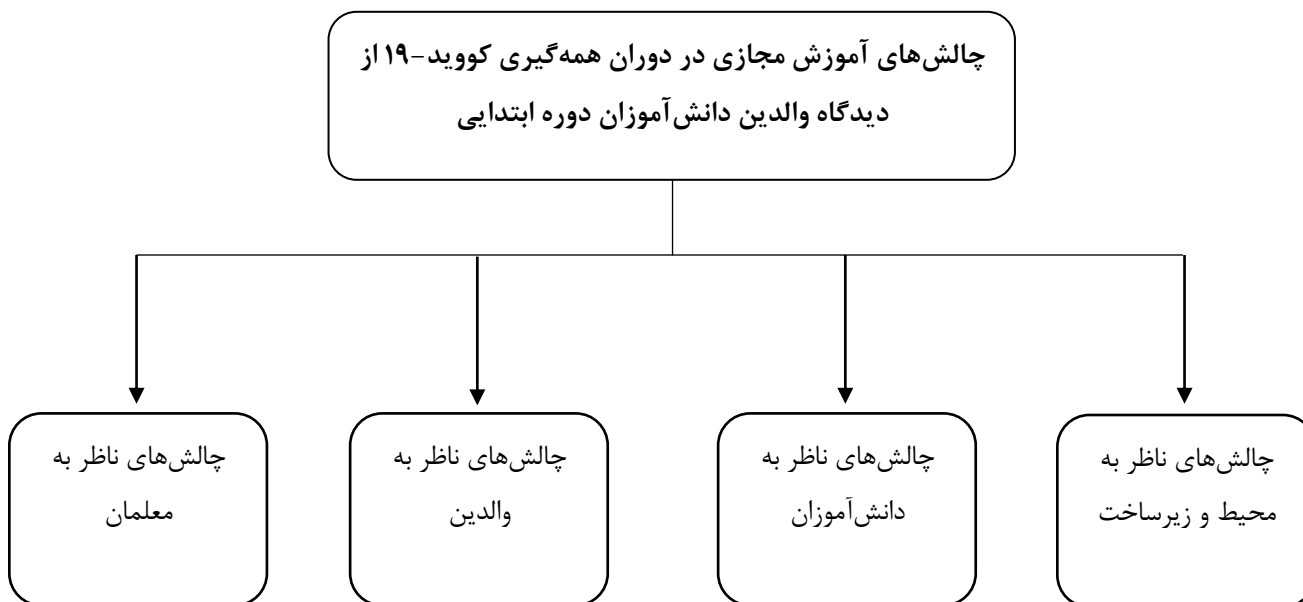 چالش‌های آموزش مجازی در دوران همه‌گیری کووید-۱۹ از
دیدگاه والدین دانش‌آموزان دوره ابتدایی
چالش‌های ناظر به
محیط و زیرساخت
چالش‌های ناظر به
دانش‌آموزان
چالش‌های ناظر به
والدین
چالش‌های ناظر به
معلمان